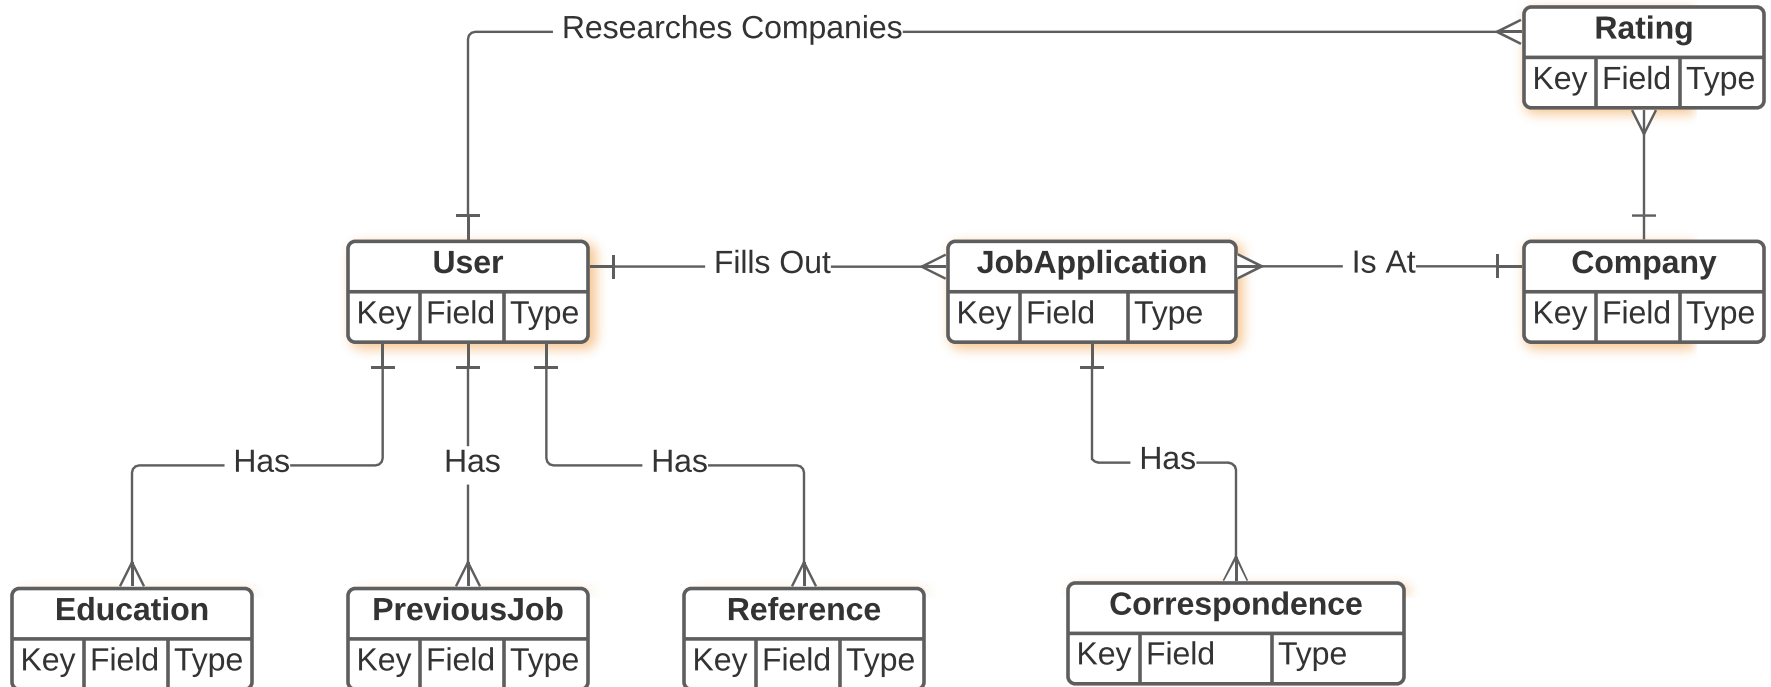 Researches Companies
Rating
Key Field Type
User
Key Field Type
Fills Out
JobApplication
Key Field Type
Is At
Company
Key Field Type
Has
Has
Has
Has
Education
Key Field Type
PreviousJob
Key Field Type
Reference
Key Field Type
Correspondence
Key Field Type